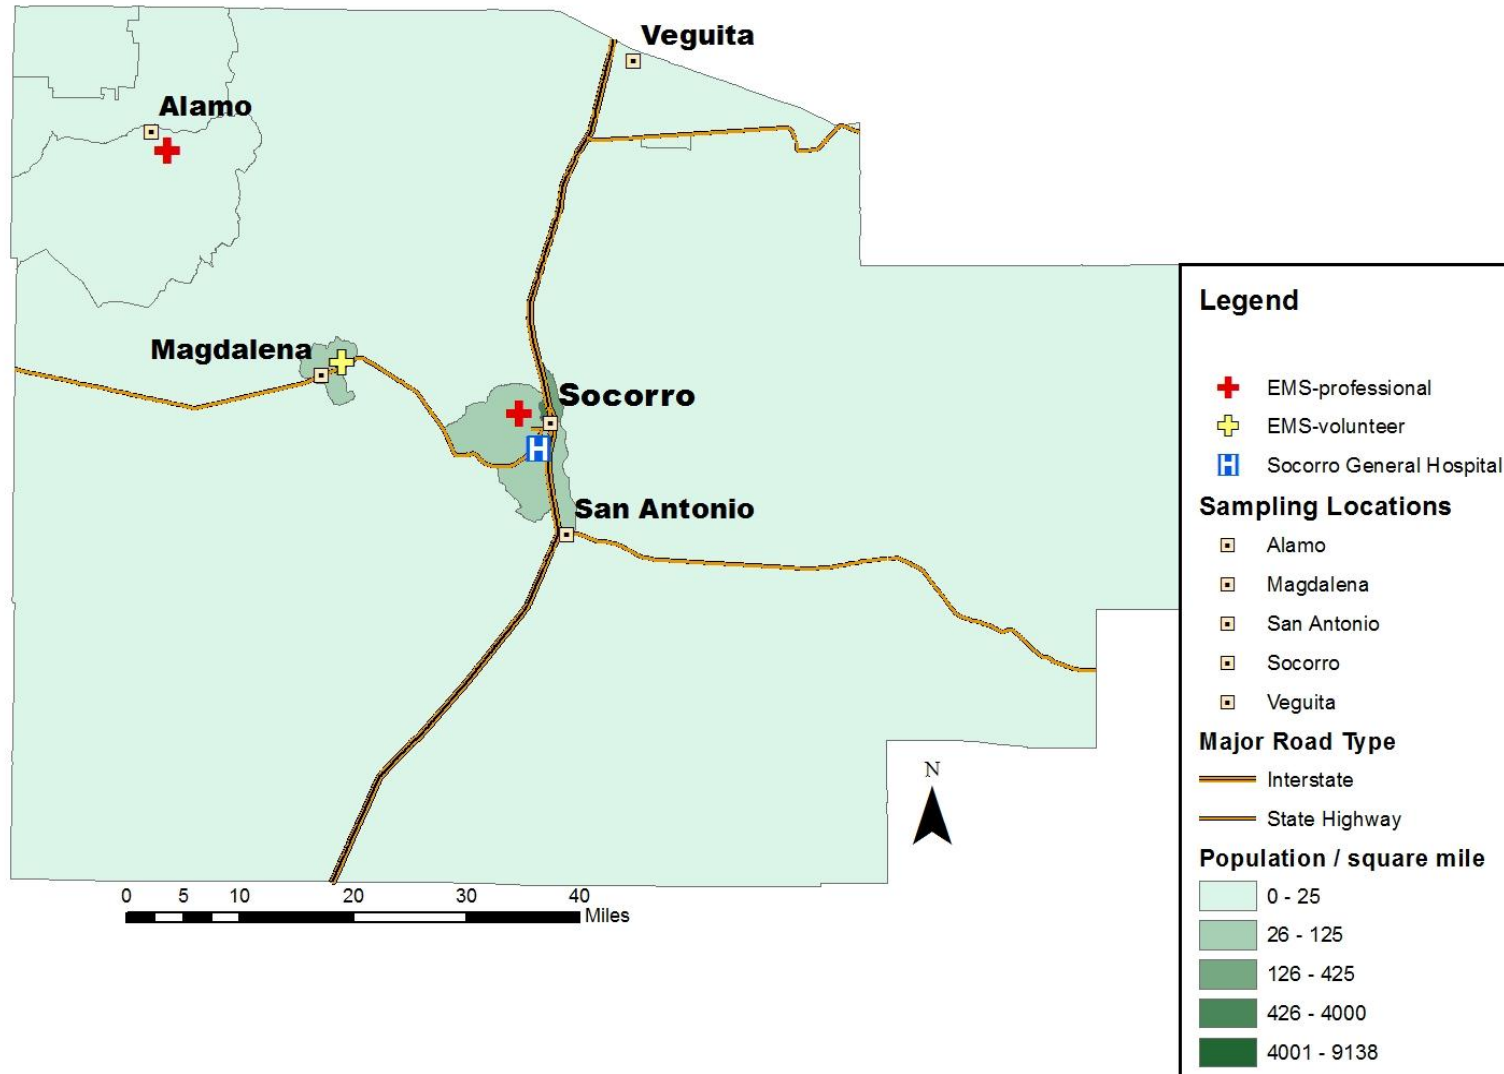 Veguita
Alamo
Magdalena
Socorro
H
San Antonio
N
0 5 10 20 30 40
Miles
Legend
EMS-professional
EMS-volunteer
H Socorro General Hospital
Sampling Locations
Alamo
Magdalena
San Antonio
Socorro
Veguita
Major Road Type
Interstate
State Highway
Population / square mile
0 - 25
26 - 125
126 - 425
426 - 4000
4001 - 9138